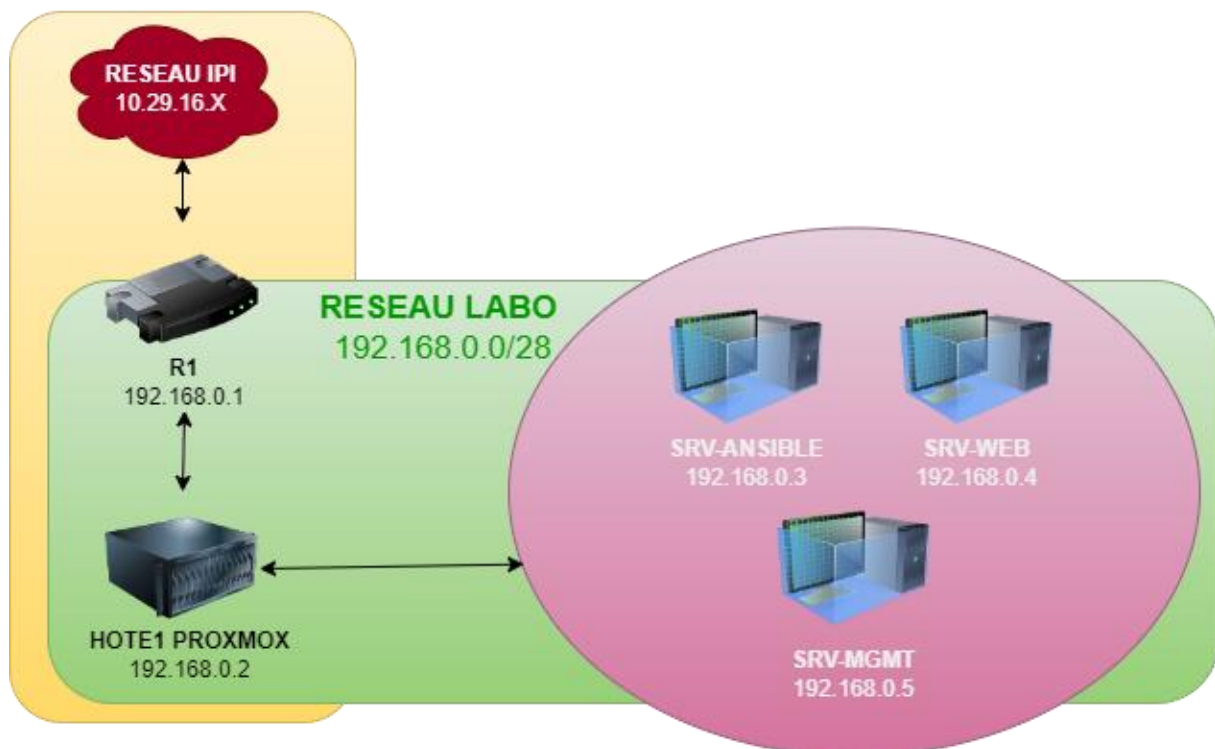 RESEAU IPI
10.29.16.X
RESEAU LABO
192.168.0.0/28
R1
192.168.0.1
SRV-ANSIBLE
192.168.0.3
SRV-WEB
192.168.0.4
HOTE1 PROXMOX
192.168.0.2
SRV-MGMT
192.168.0.5